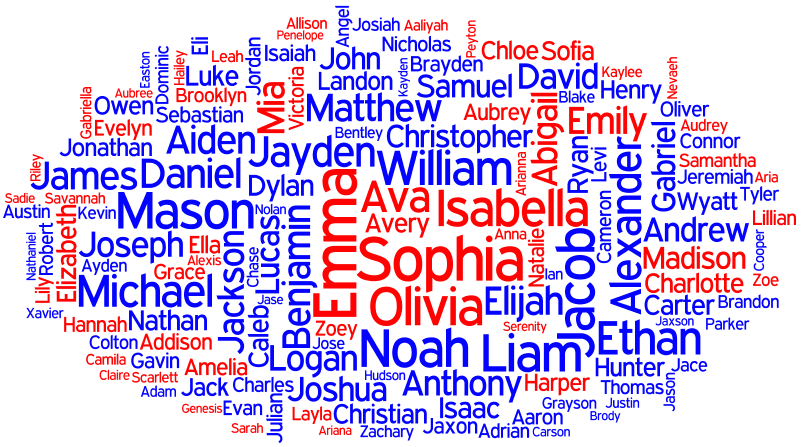 Allison
Angel
Josiah
Aaliyah
Penelope
Eli
Leah
Jordan
Isaiah
John
Nicholas
Peyton
Chloe
Sofia
Easton
Dominic
Hailey
Luke
Victoria
Landon
Kayden
Brayden
Samuel
David
Kaylee
Nevaeh
Aubree
Brooklyn
Mia
Matthew
Blake
Henry
Gabriella
Owen
Sebastian
Aubrey
Abigail
Emily
Oliver
Evelyn
Aiden
Jayden
Bentley
Christopher
Ryan
Levi
Gabriel
Audrey
Connor
Jonathan
William
Arianna
Alexander
Samantha
Riley
James
Daniel
Dylan
Emma
Ava
Isabella
Cameron
Jeremiah
Aria
Sadie
Savannah
Mason
Nolan
Benjamin
Avery
Anna
Natalie
Wyatt
Tyler
Austin
Kevin
Elizabeth
Lucas
Andrew
Lillian
Nathaniel
Robert
Joseph
Ella
Alexis
Jackson
Chase
Sophia
Jacob
Madison
Cooper
Lily
Ayden
Grace
Ian
Zoe
Michael
Jase
Olivia
Elijah
Charlotte
Xavier
Hannah
Nathan
Caleb
Zoey
Serenity
Carter
Brandon
Colton
Addison
Jose
Noah
Liam
Ethan
Jaxson
Parker
Camila
Gavin
Amelia
Logan
Hunter
Jace
Claire
Scarlett
Jack
Charles
Joshua
Hudson
Anthony
Harper
Thomas
Jason
Adam
Julian
Genesis
Evan
Layla
Christian
Isaac
Grayson
Justin
Sarah
Ariana
Zachary
Jaxon
Adrian
Aaron
Carson
Brody